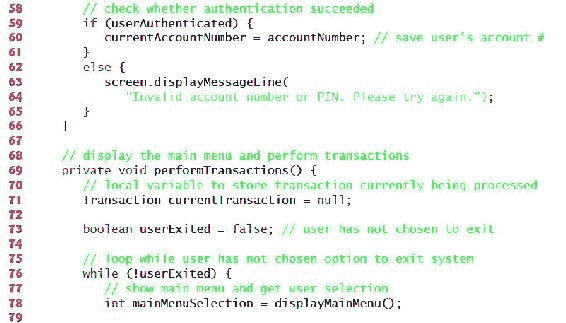 58 // check whether authentication succeeded
59 if (userAuthenticated) {
60 currentAccountNumber = accountNumber; // save user's account #
61 }
62 else {
63 screen.displayMessageLine(
64 "Invalid account number or PIN. Please try again.");
65 }
66 }
67
68 // display the main menu and perform transactions
69 private void performTransactions() {
70 // local variable to store transaction currently being processed
71 Transaction currentTransaction = null;
72
73 boolean userExited = false; // user has not chosen to exit
74
75 // loop while user has not chosen option to exit system
76 while (!userExited) {
77 // show main menu and get user selection
78 int mainMenuSelection = displayMainMenu();
79